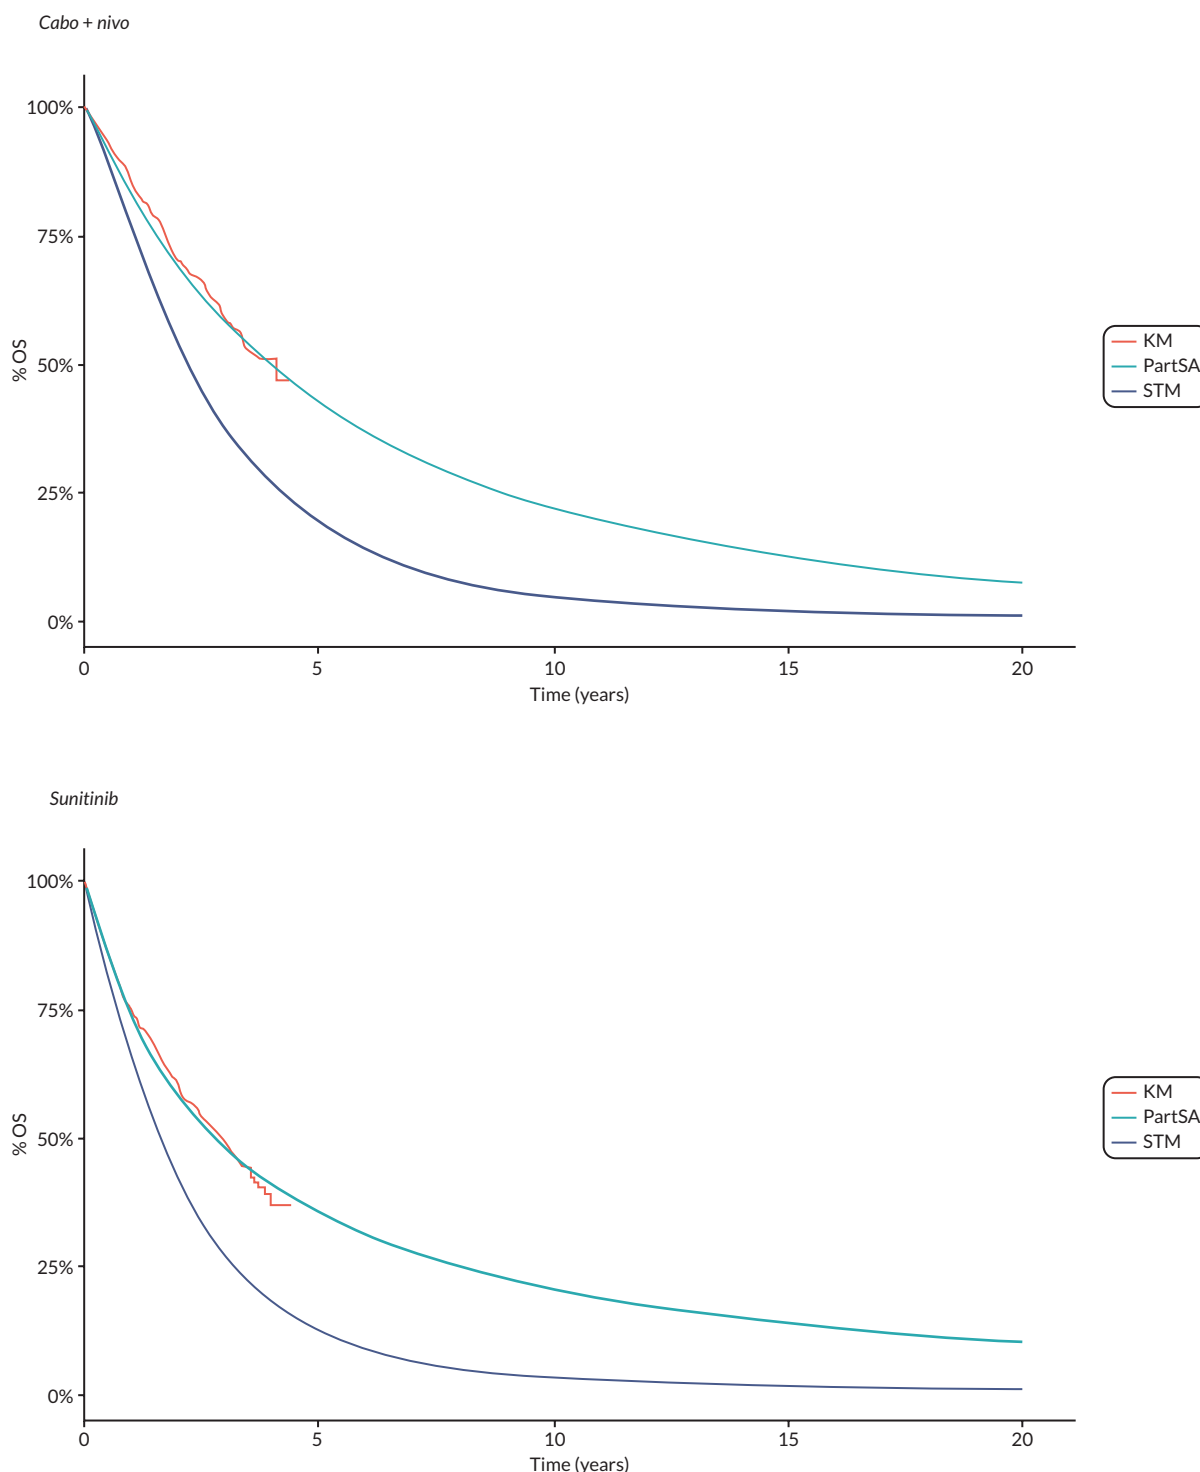 Cabo + nivo
100%
75%
50%
25%
0%
% OS
0 5 10 15 20
Time (years)
KM
PartSA
STM
Sunitinib
100%
75%
50%
25%
0%
% OS
0 5 10 15 20
Time (years)
KM
PartSA
STM